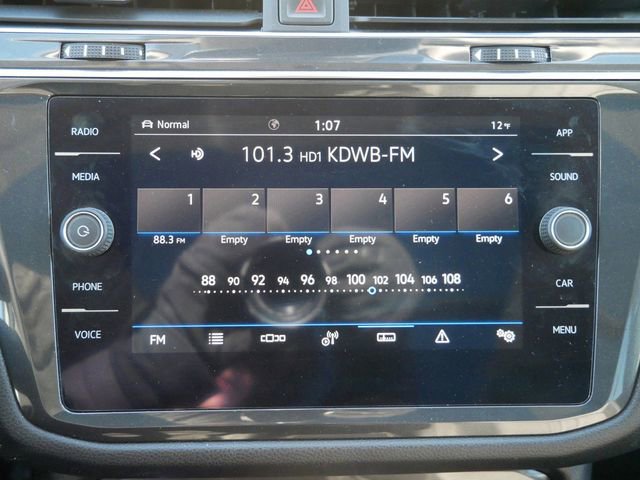 RADIO
MEDIA
PHONE
VOICE
Normal 1:07 12°F
< 101.3 HD1 KDWB-FM >
1 2 3 4 5 6
88.3 FM Empty Empty Empty Empty Empty
88 90 92 94 96 98 100 102 104 106 108
FM
APP
SOUND
CAR
MENU